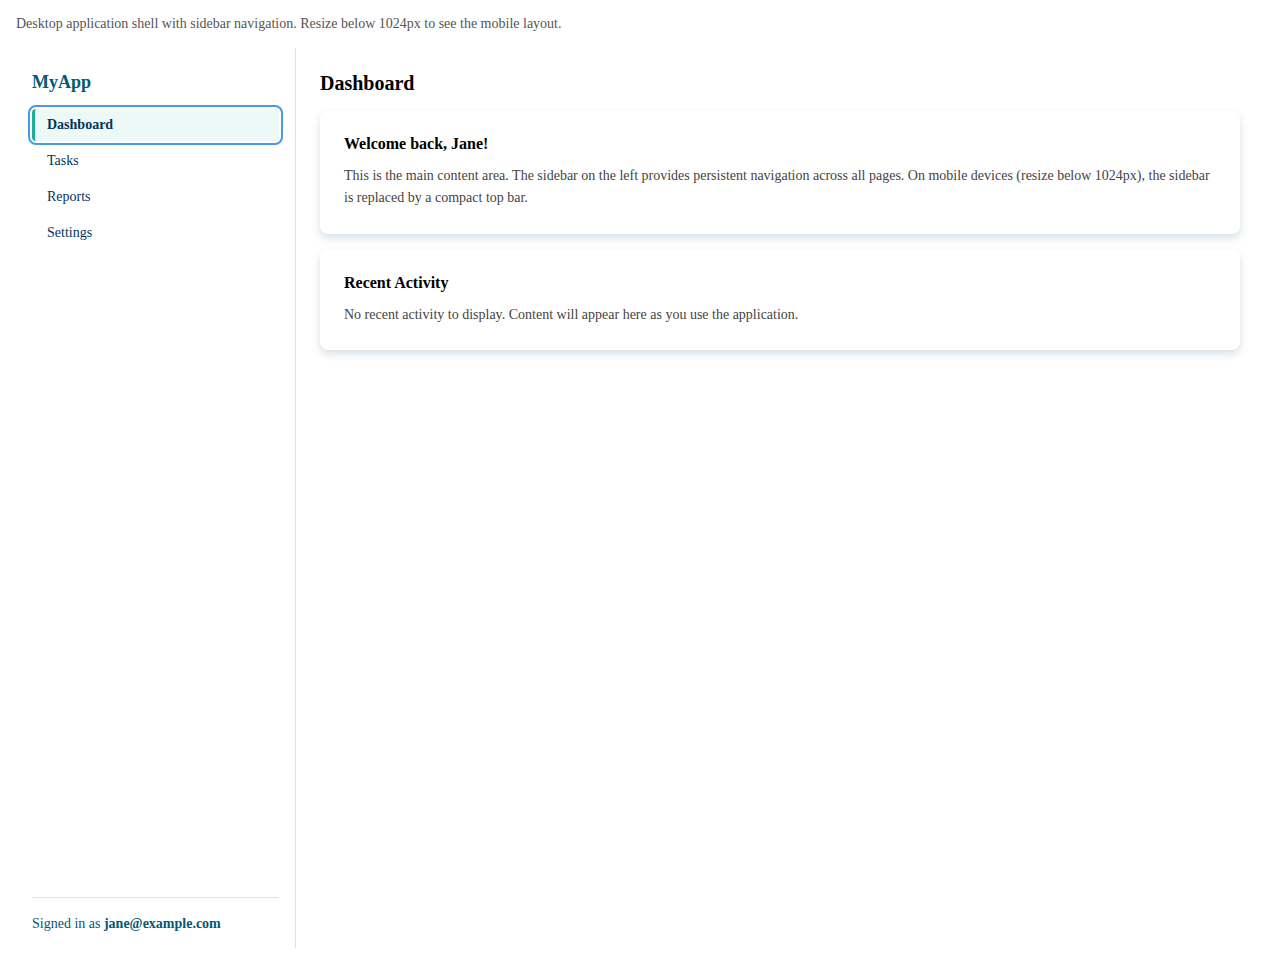 Desktop application shell with sidebar navigation. Resize below 1024px to see the mobile layout.
MyApp
Dashboard
Tasks
Reports
Settings
Signed in as jane@example.com
Dashboard
Welcome back, Jane!
This is the main content area. The sidebar on the left provides persistent navigation across all pages. On mobile devices (resize below 1024px), the sidebar
is replaced by a compact top bar.
Recent Activity
No recent activity to display. Content will appear here as you use the application.